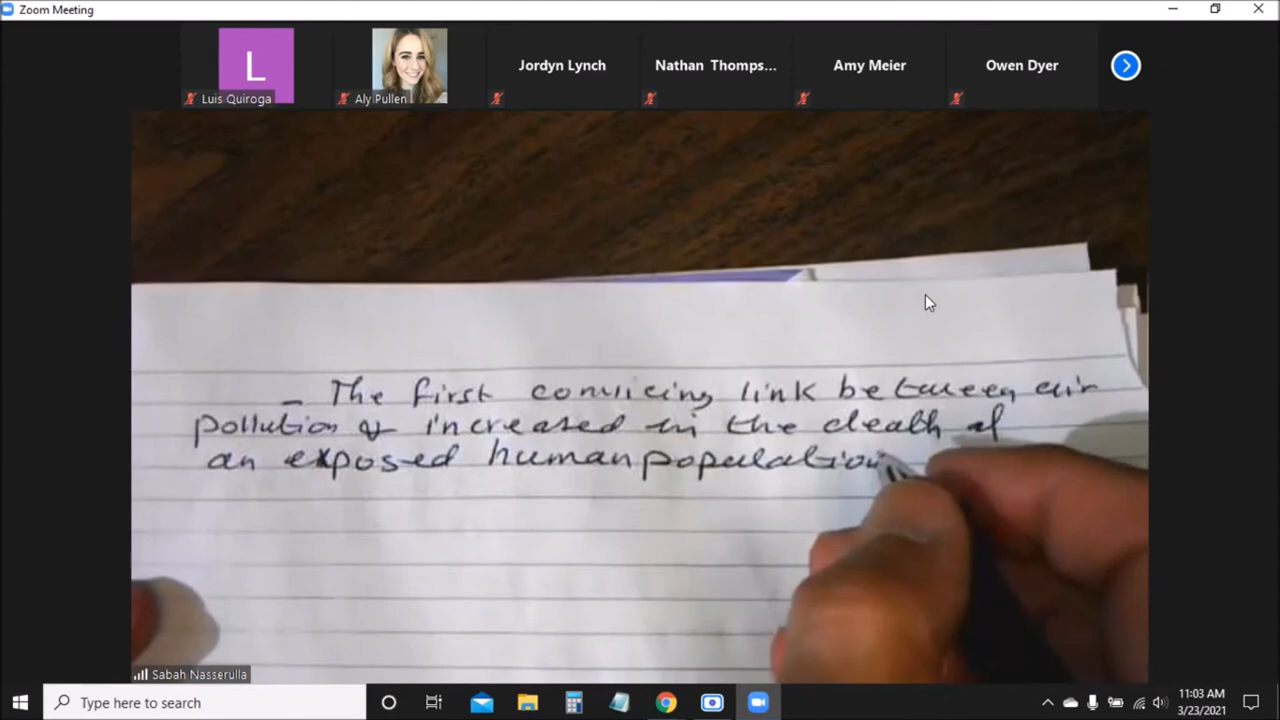 Zoom Meeting
L
Luis Quiroga
Aly Pullen
Jordyn Lynch
Nathan Thomps...
Amy Meier
Owen Dyer
- The first convicing link between air
pollution & increased in the death of
an exposed human population
Sabah Nasserulla
Type here to search
11:03 AM
3/23/2021